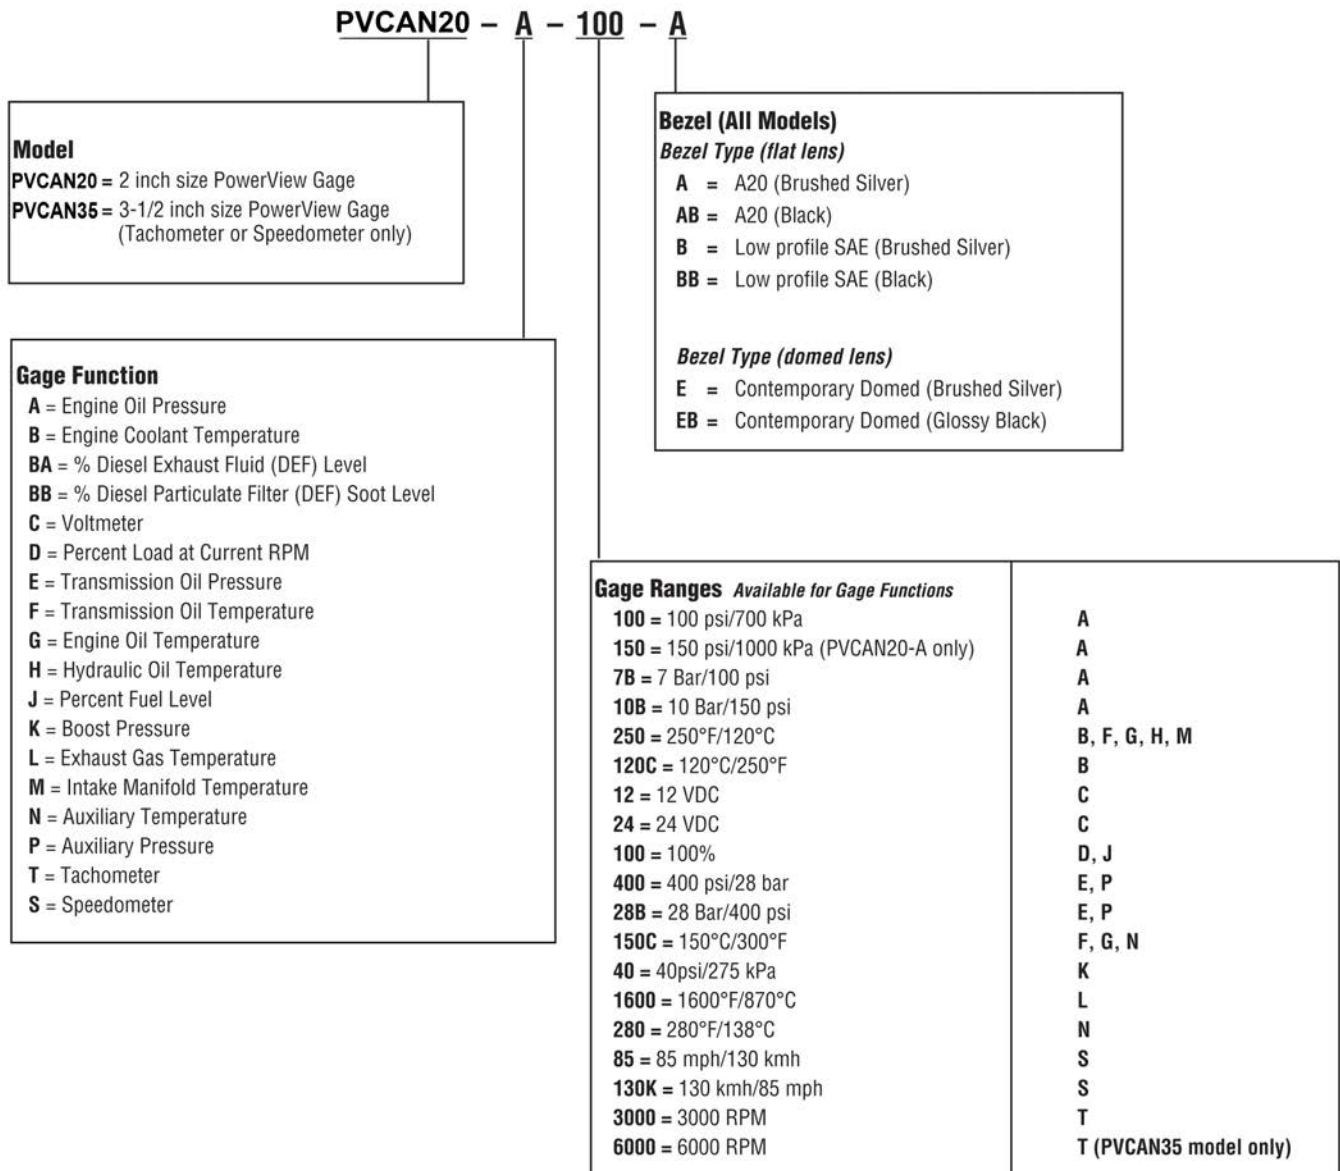 PVCAN20 – A – 100 – A
Model
PVCAN20 = 2 inch size PowerView Gage
PVCAN35 = 3-1/2 inch size PowerView Gage
(Tachometer or Speedometer only)
Bezel (All Models)
Bezel Type (flat lens)
A = A20 (Brushed Silver)
AB = A20 (Black)
B = Low profile SAE (Brushed Silver)
BB = Low profile SAE (Black)
Bezel Type (domed lens)
E = Contemporary Domed (Brushed Silver)
EB = Contemporary Domed (Glossy Black)
Gage Function
A = Engine Oil Pressure
B = Engine Coolant Temperature
BA = % Diesel Exhaust Fluid (DEF) Level
BB = % Diesel Particulate Filter (DEF) Soot Level
C = Voltmeter
D = Percent Load at Current RPM
E = Transmission Oil Pressure
F = Transmission Oil Temperature
G = Engine Oil Temperature
H = Hydraulic Oil Temperature
J = Percent Fuel Level
K = Boost Pressure
L = Exhaust Gas Temperature
M = Intake Manifold Temperature
N = Auxiliary Temperature
P = Auxiliary Pressure
T = Tachometer
S = Speedometer
Gage Ranges Available for Gage Functions
100 = 100 psi/700 kPa A
150 = 150 psi/1000 kPa (PVCAN20-A only) A
7B = 7 Bar/100 psi A
10B = 10 Bar/150 psi A
250 = 250°F/120°C B, F, G, H, M
120C = 120°C/250°F B
12 = 12 VDC C
24 = 24 VDC C
100 = 100% D, J
400 = 400 psi/28 bar E, P
28B = 28 Bar/400 psi E, P
150C = 150°C/300°F F, G, N
40 = 40psi/275 kPa K
1600 = 1600°F/870°C L
280 = 280°F/138°C N
85 = 85 mph/130 kmh S
130K = 130 kmh/85 mph S
3000 = 3000 RPM T
6000 = 6000 RPM T (PVCAN35 model only)